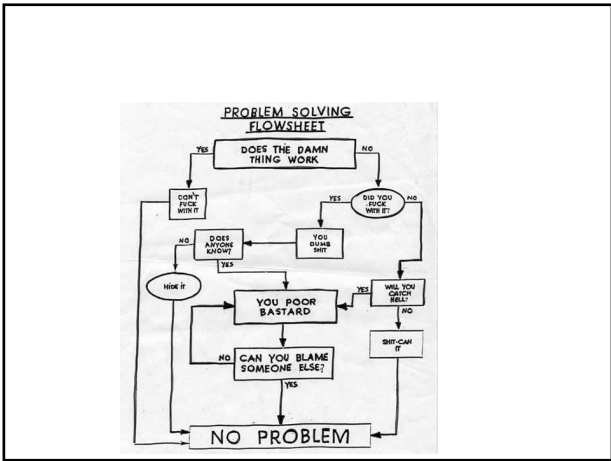 PROBLEM SOLVING
FLOWSHEET
DOES THE DAMN
THING WORK
YES
NO
DON'T
FUCK
WITH IT
DID YOU
FUCK
WITH IT?
YES
NO
YOU
DUMB
SHIT
DOES
ANYONE
KNOW?
NO
YES
HIDE IT
WILL YOU
CATCH
HELL?
YES
NO
YOU POOR
BASTARD
SHIT-CAN
IT
CAN YOU BLAME
SOMEONE ELSE?
NO
YES
NO PROBLEM